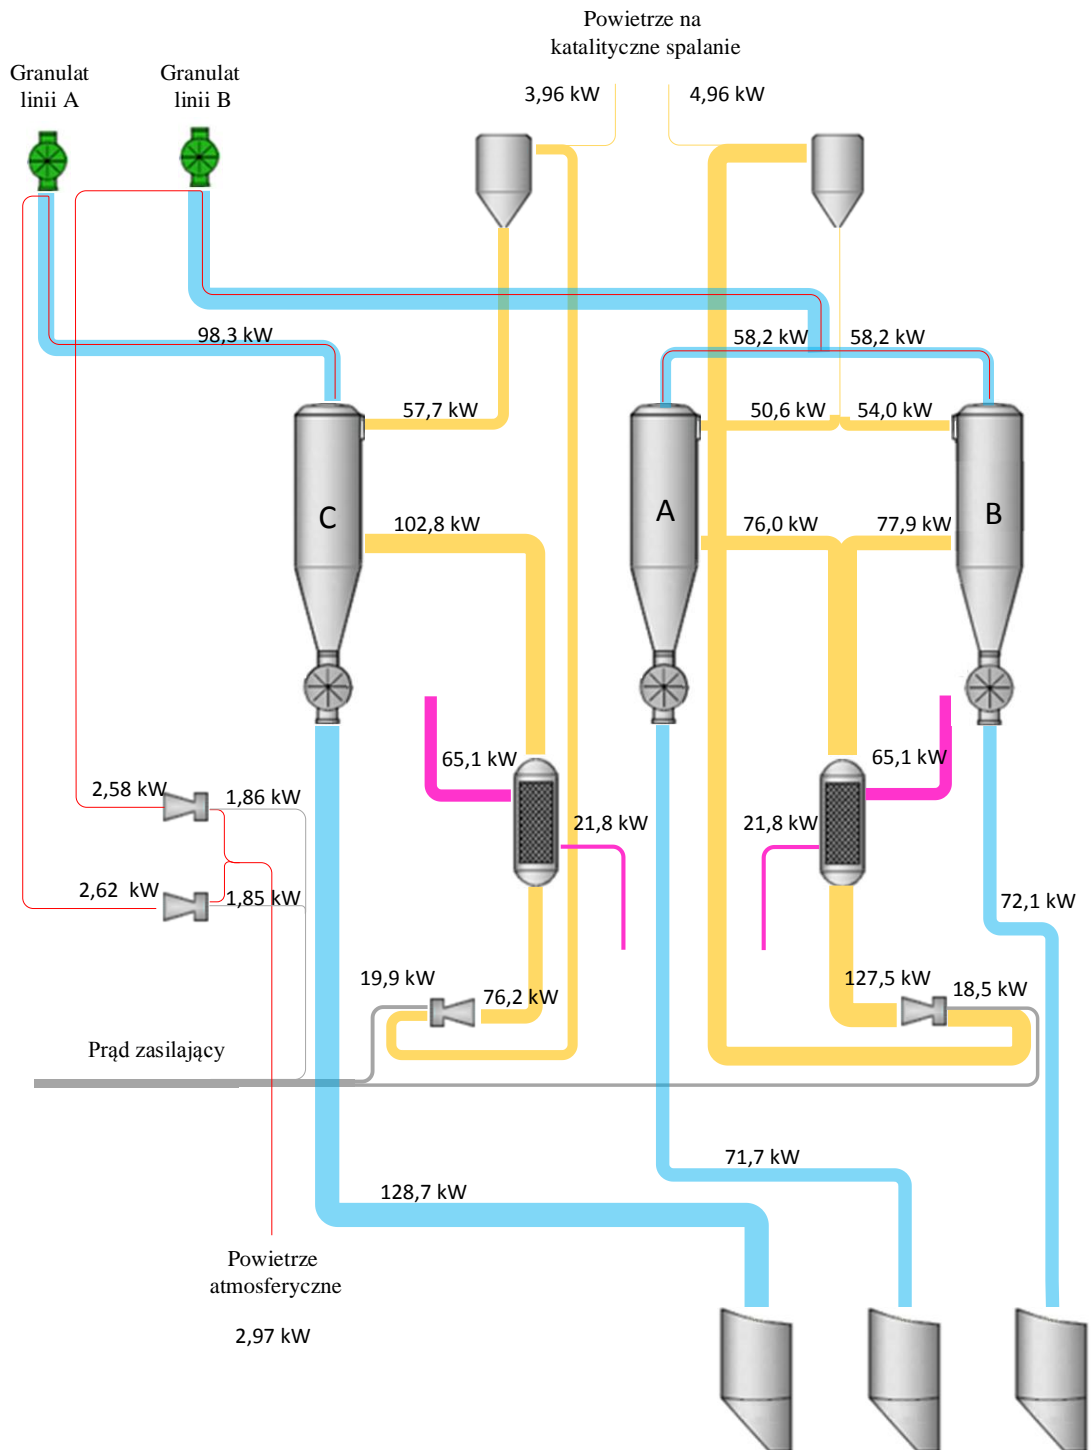 Powietrze na
katalityczne spalanie
Granulat
linii A
Granulat
linii B
3,96 kW
4,96 kW
98,3 kW
58,2 kW
58,2 kW
57,7 kW
50,6 kW
54,0 kW
C
A
B
102,8 kW
76,0 kW
77,9 kW
65,1 kW
65,1 kW
2,58 kW
1,86 kW
21,8 kW
21,8 kW
2,62 kW
1,85 kW
72,1 kW
19,9 kW
76,2 kW
127,5 kW
18,5 kW
Prąd zasilający
71,7 kW
128,7 kW
Powietrze
atmosferyczne
2,97 kW